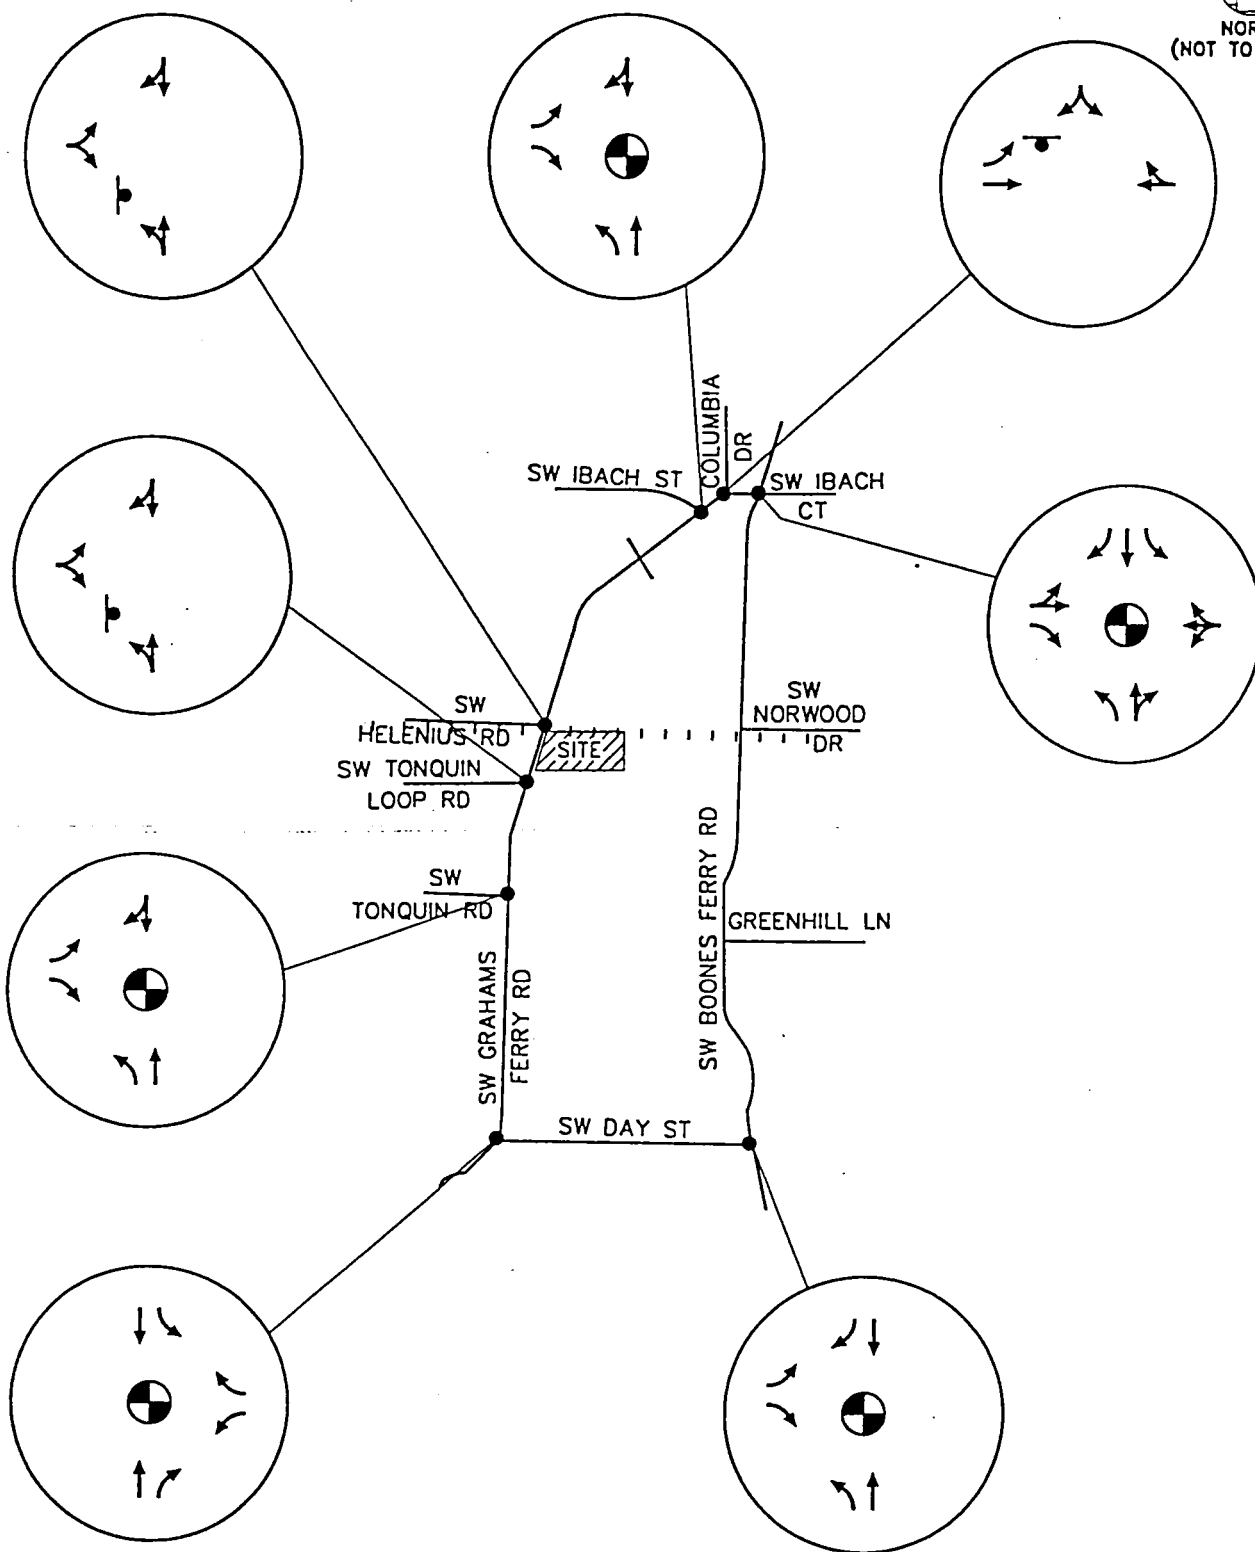 NOR
(NOT TO
COLUMBIA
DR
SW IBACH ST
SW IBACH
CT
SW
HELENIUS RD
SITE
SW
NORWOOD
DR
SW TONQUIN
LOOP RD
SW
TONQUIN RD
GREENHILL LN
SW BOONES FERRY RD
SW GRAHAMS
FERRY RD
SW DAY ST